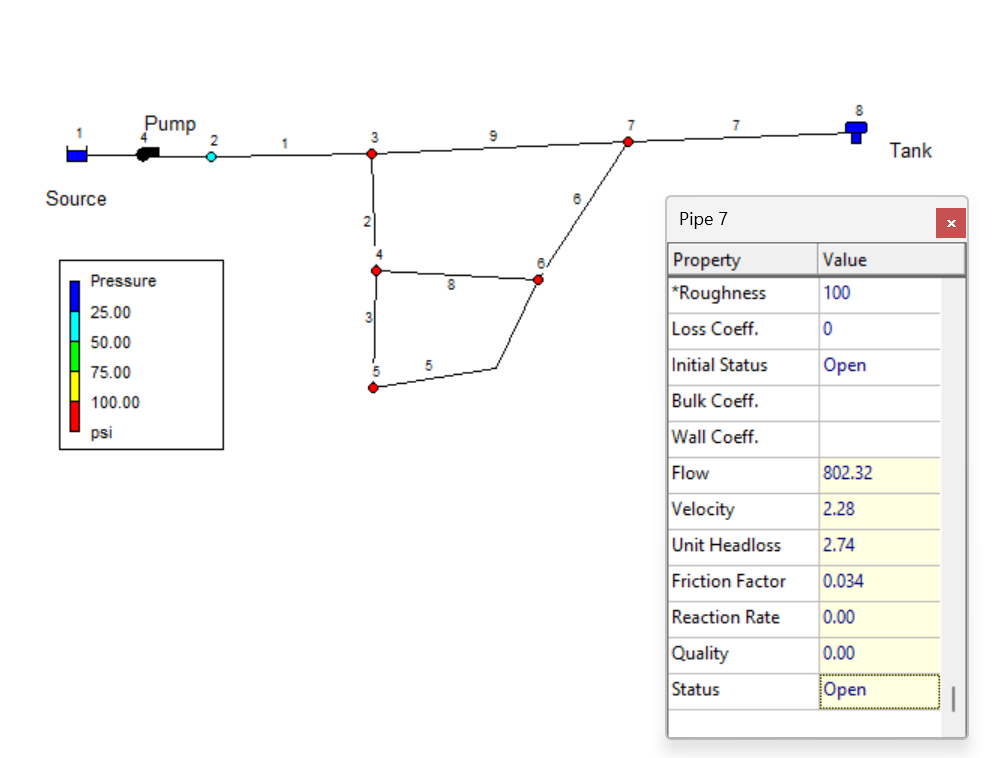 8
Pump
7
1
4
2
1
3
9
7
Tank
Source
6
2
4
6
8
3
5
5
Pressure
25.00
50.00
75.00
100.00
psi
Pipe 7
x
Property Value
*Roughness 100
Loss Coeff. 0
Initial Status Open
Bulk Coeff.
Wall Coeff.
Flow 802.32
Velocity 2.28
Unit Headloss 2.74
Friction Factor 0.034
Reaction Rate 0.00
Quality 0.00
Status Open